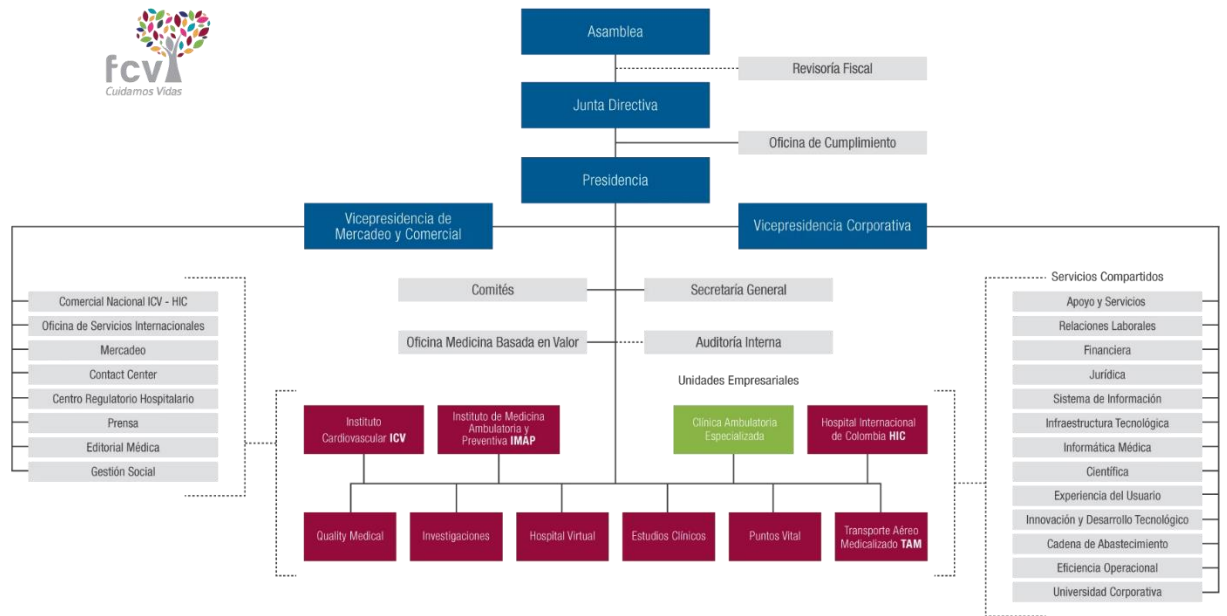 fcv
Cuidamos Vidas
Asamblea
Revisoría Fiscal
Junta Directiva
Oficina de Cumplimiento
Presidencia
Vicepresidencia de
Mercadeo y Comercial
Vicepresidencia Corporativa
Comités
Secretaría General
Oficina Medicina Basada en Valor
Auditoría Interna
Comercial Nacional ICV - HIC
Oficina de Servicios Internacionales
Mercadeo
Contact Center
Centro Regulatorio Hospitalario
Prensa
Editorial Médica
Gestión Social
Unidades Empresariales
Instituto
Cardiovascular ICV
Instituto de Medicina
Ambulatoria y
Preventiva IMAP
Clínica Ambulatoria
Especializada
Hospital Internacional
de Colombia HIC
Quality Medical
Investigaciones
Hospital Virtual
Estudios Clínicos
Puntos Vital
Transporte Aéreo
Medicalizado TAM
Servicios Compartidos
Apoyo y Servicios
Relaciones Laborales
Financiera
Jurídica
Sistema de Información
Infraestructura Tecnológica
Informática Médica
Científica
Experiencia del Usuario
Innovación y Desarrollo Tecnológico
Cadena de Abastecimiento
Eficiencia Operacional
Universidad Corporativa